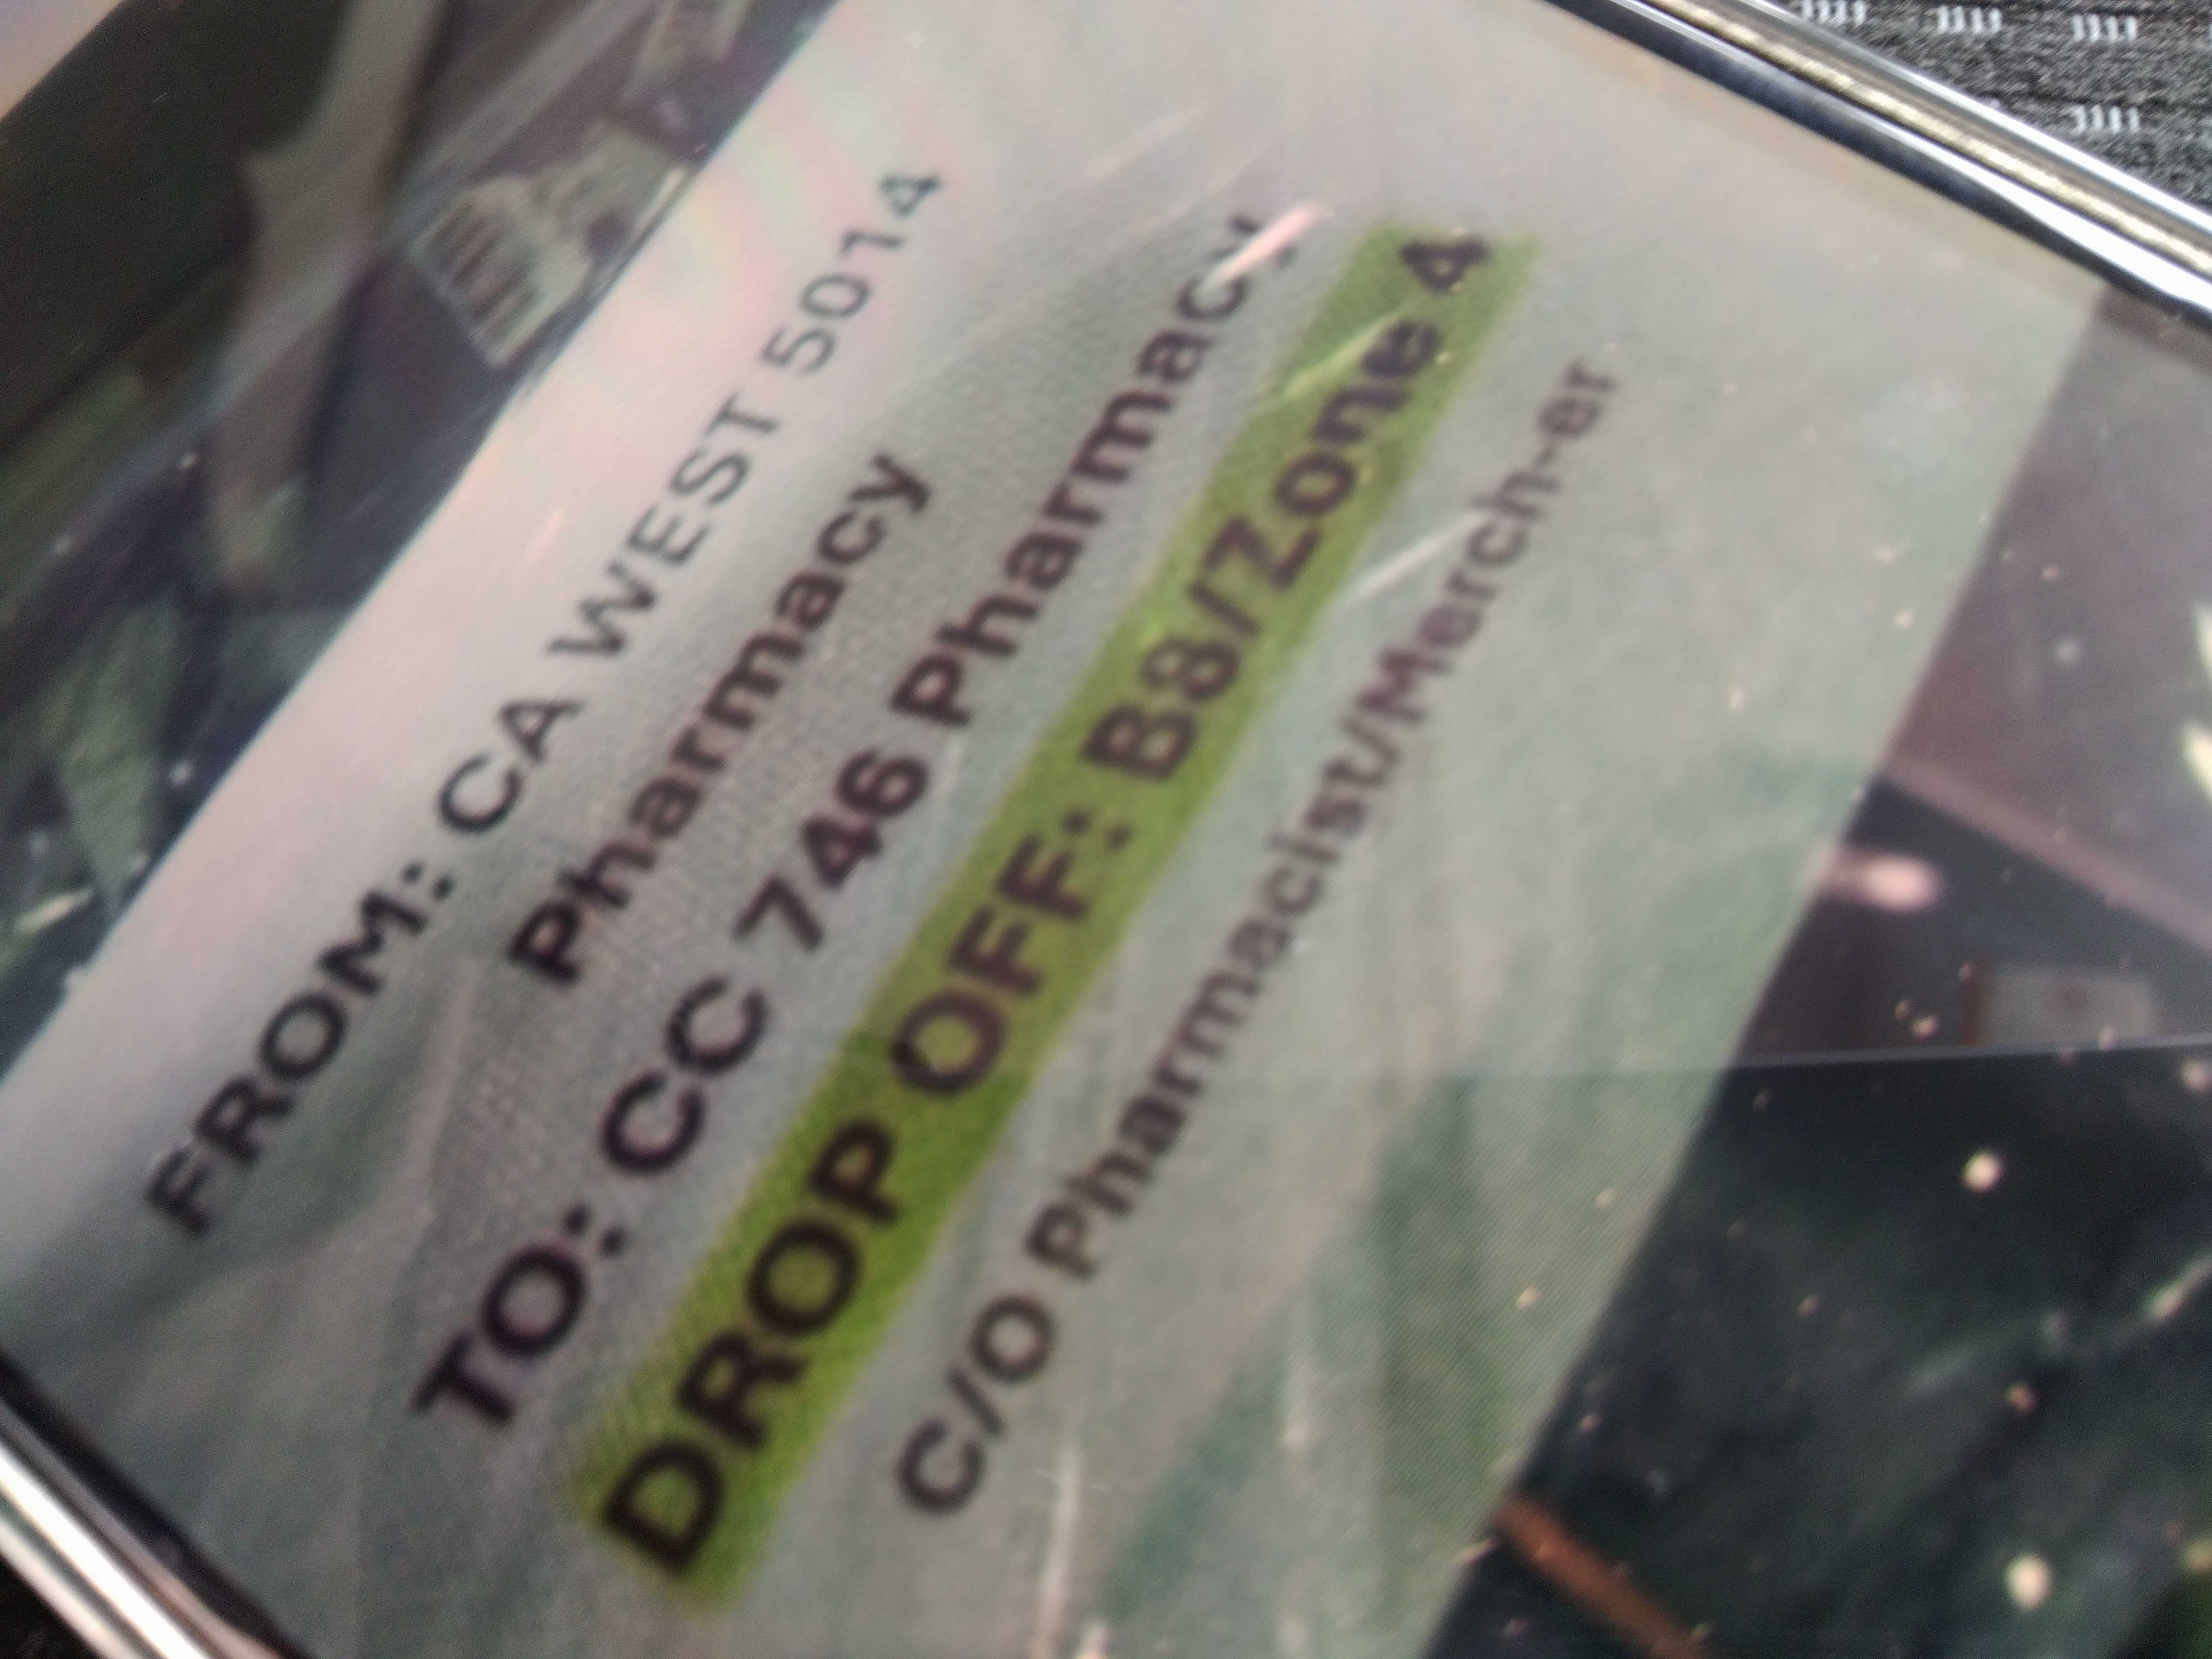 FROM: CA WEST 5014
Pharmacy
TO: CC 746 Pharmacy
DROP OFF: B8/Zone 4
C/O Pharmacist/Merch-er